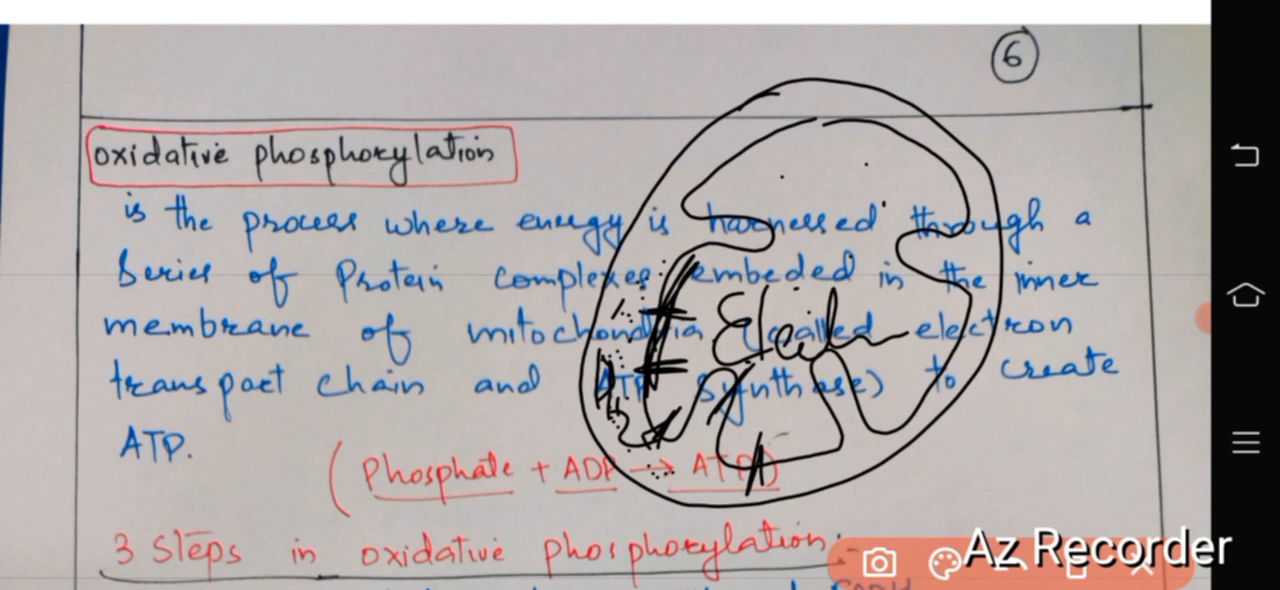 6
oxidative phosphorylation
is the process where energy is harnessed through a
Series of Protein complexes embeded in the inner
membrane of mitochondria (called electron
transport chain and ATP synthase) to create
ATP.
(Phosphate + ADP → ATP)
3 Steps in oxidative phosphorylation:-
Az Recorder